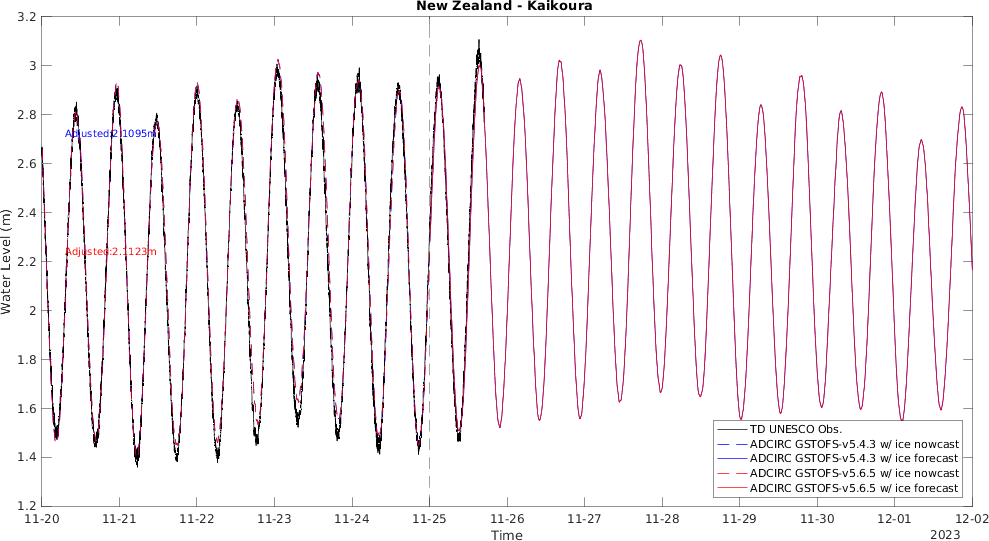 New Zealand - Kaikoura
3.2
3
2.8
2.6
2.4
2.2
2
1.8
1.6
1.4
1.2
Water Level (m)
Adjusted:2.1095m
Adjusted:2.1123m
TD UNESCO Obs.
ADCIRC GSTOFS-v5.4.3 w/ ice nowcast
ADCIRC GSTOFS-v5.4.3 w/ ice forecast
ADCIRC GSTOFS-v5.6.5 w/ ice nowcast
ADCIRC GSTOFS-v5.6.5 w/ ice forecast
11-20 11-21 11-22 11-23 11-24 11-25 11-26 11-27 11-28 11-29 11-30 12-01 12-02
Time
2023